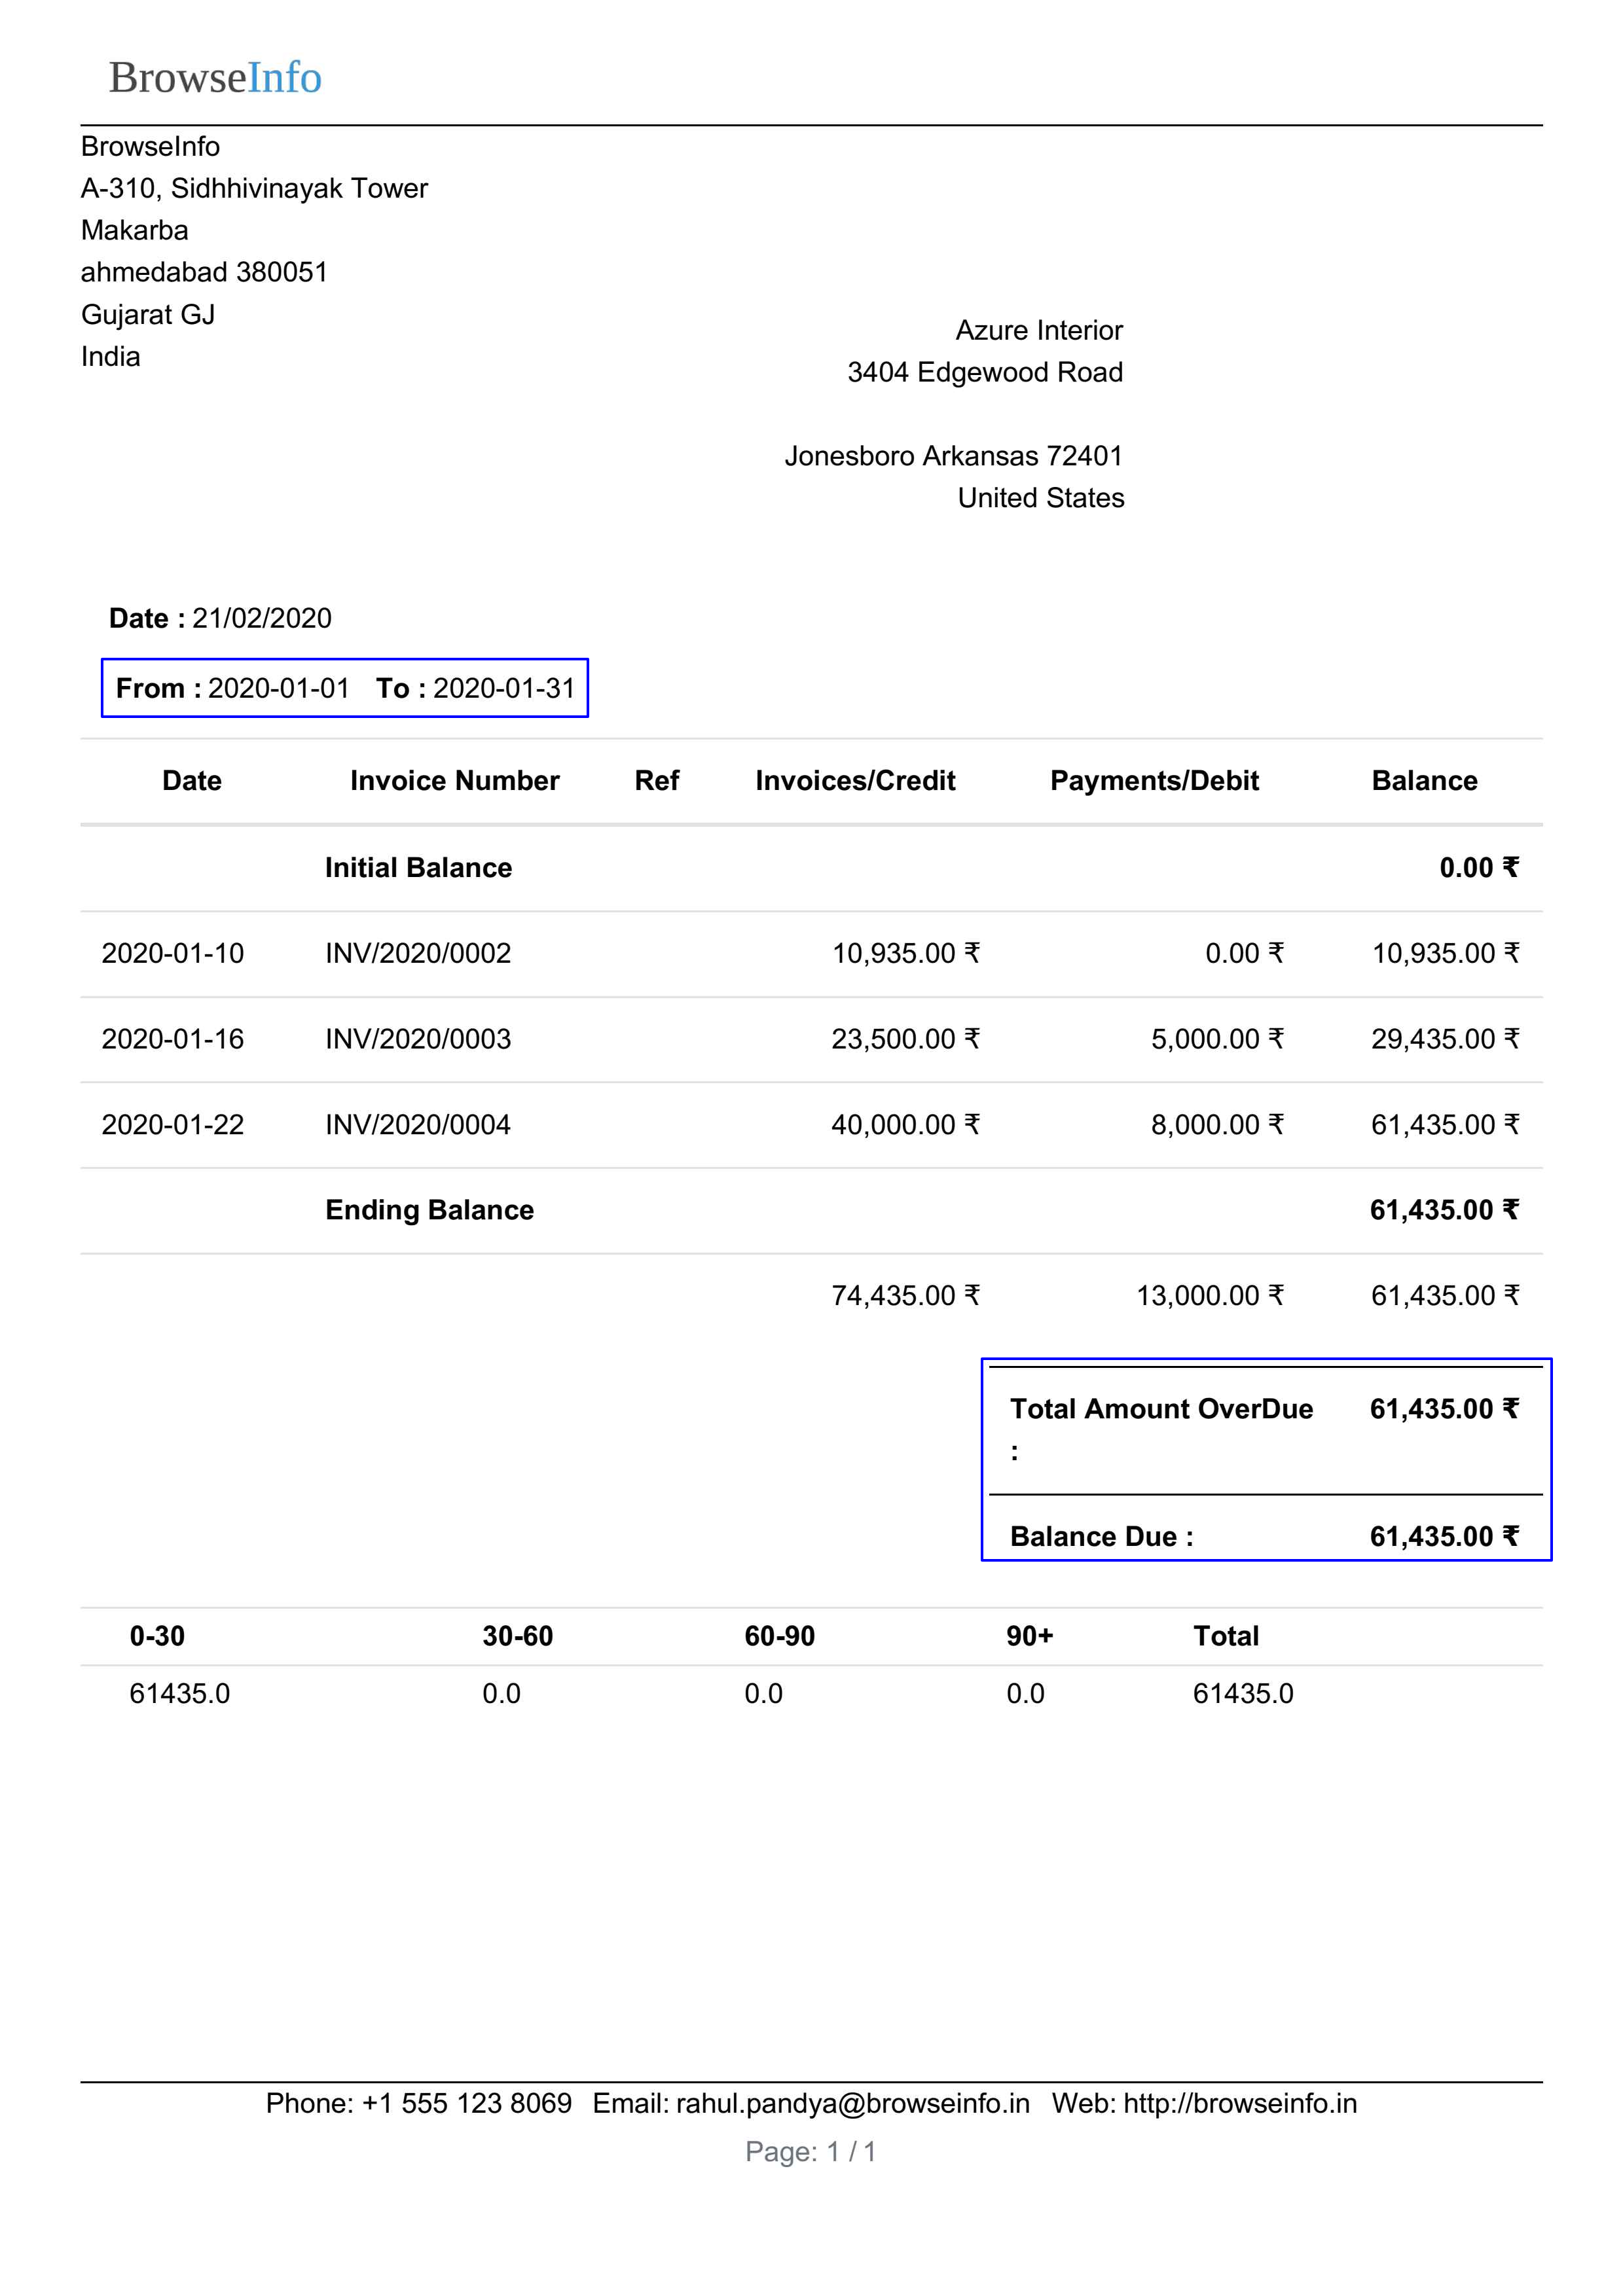 BrowseInfo
BrowseInfo
A-310, Sidhhivinayak Tower
Makarba
ahmedabad 380051
Gujarat GJ
India
Azure Interior
3404 Edgewood Road
Jonesboro Arkansas 72401
United States
Date : 21/02/2020
From : 2020-01-01 To : 2020-01-31
Date Invoice Number Ref Invoices/Credit Payments/Debit Balance
Initial Balance 0.00 ₹
2020-01-10 INV/2020/0002 10,935.00 ₹ 0.00 ₹ 10,935.00 ₹
2020-01-16 INV/2020/0003 23,500.00 ₹ 5,000.00 ₹ 29,435.00 ₹
2020-01-22 INV/2020/0004 40,000.00 ₹ 8,000.00 ₹ 61,435.00 ₹
Ending Balance 61,435.00 ₹
74,435.00 ₹ 13,000.00 ₹ 61,435.00 ₹
Total Amount OverDue 61,435.00 ₹
:
Balance Due : 61,435.00 ₹
0-30 30-60 60-90 90+ Total
61435.0 0.0 0.0 0.0 61435.0
Phone: +1 555 123 8069 Email: rahul.pandya@browseinfo.in Web: http://browseinfo.in
Page: 1 / 1